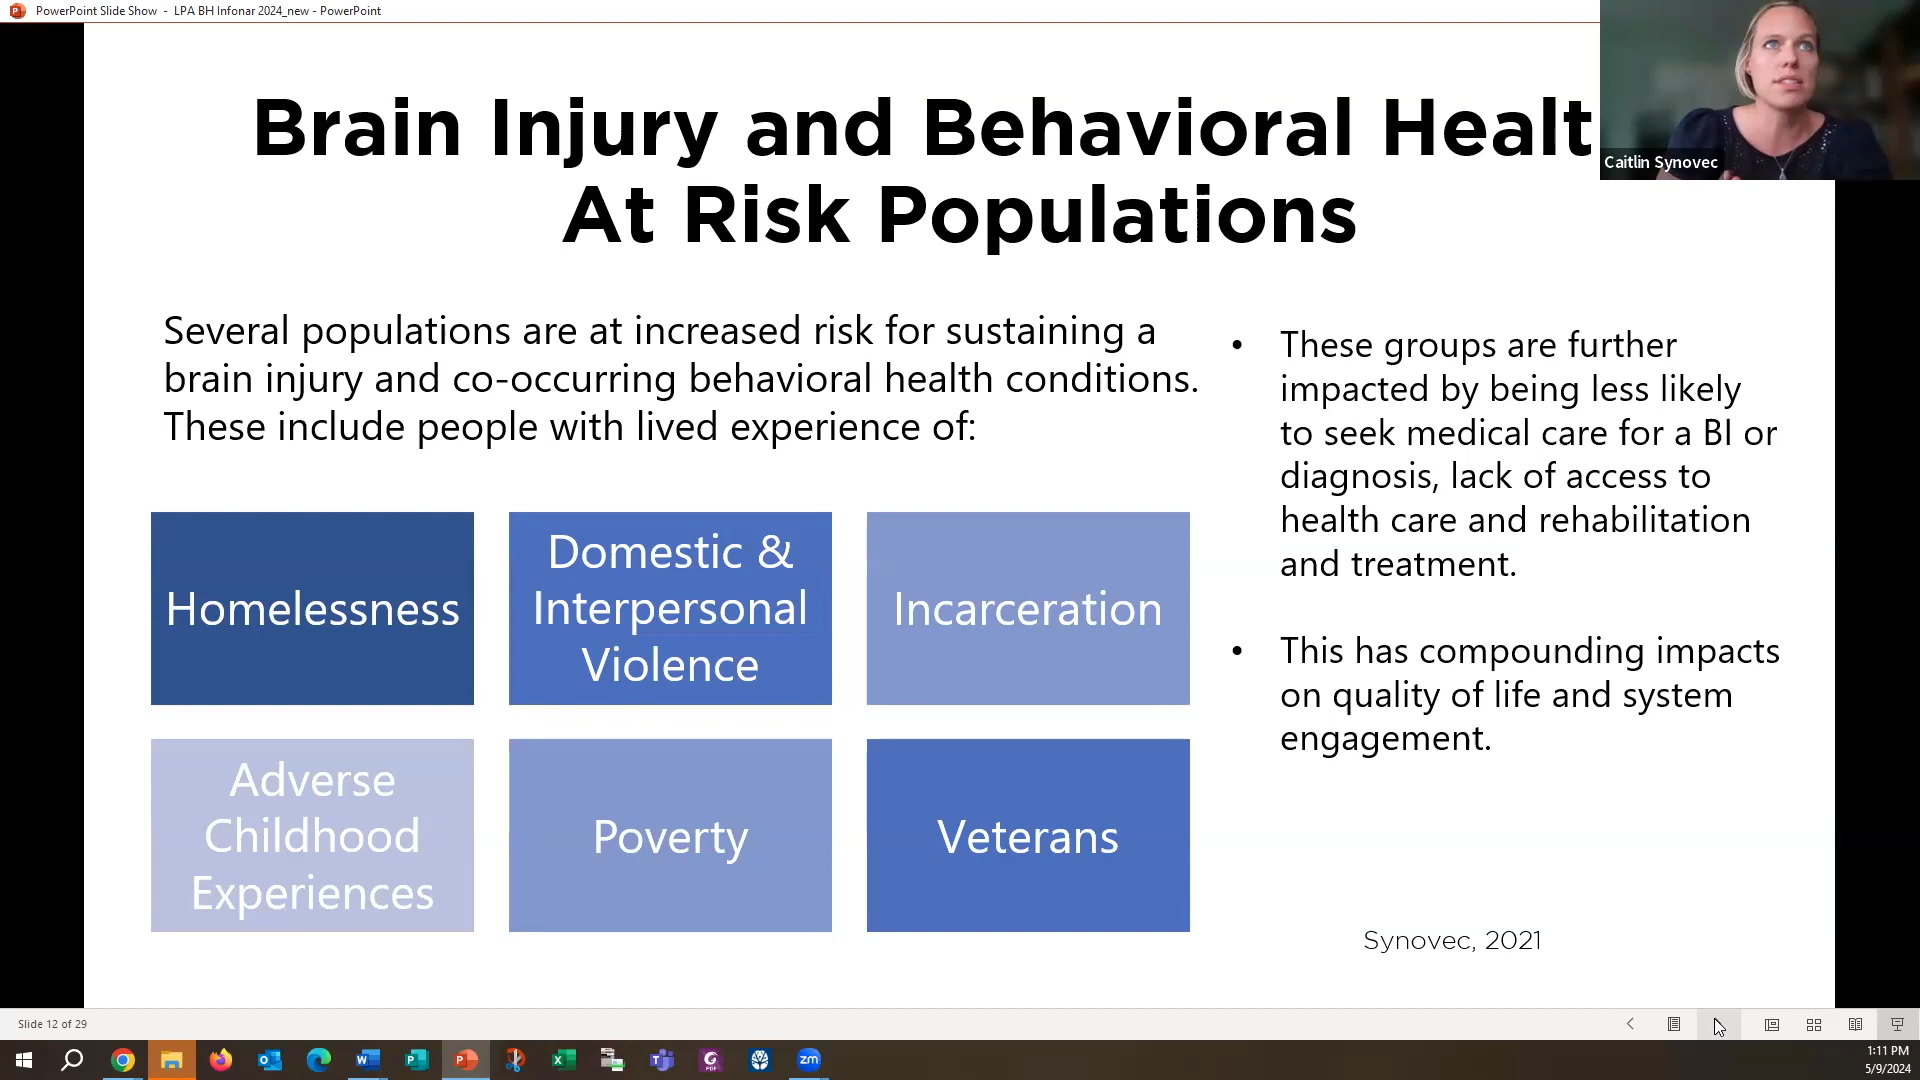 PowerPoint Slide Show - LPA BH Infonar 2024_new - PowerPoint
Brain Injury and Behavioral Healt
At Risk Populations
Caitlin Synovec
Several populations are at increased risk for sustaining a
brain injury and co-occurring behavioral health conditions.
These include people with lived experience of:
Homelessness
Domestic &
Interpersonal
Violence
Incarceration
Adverse
Childhood
Experiences
Poverty
Veterans
• These groups are further
impacted by being less likely
to seek medical care for a BI or
diagnosis, lack of access to
health care and rehabilitation
and treatment.
• This has compounding impacts
on quality of life and system
engagement.
Synovec, 2021
Slide 12 of 29
zm
1:11 PM
5/9/2024